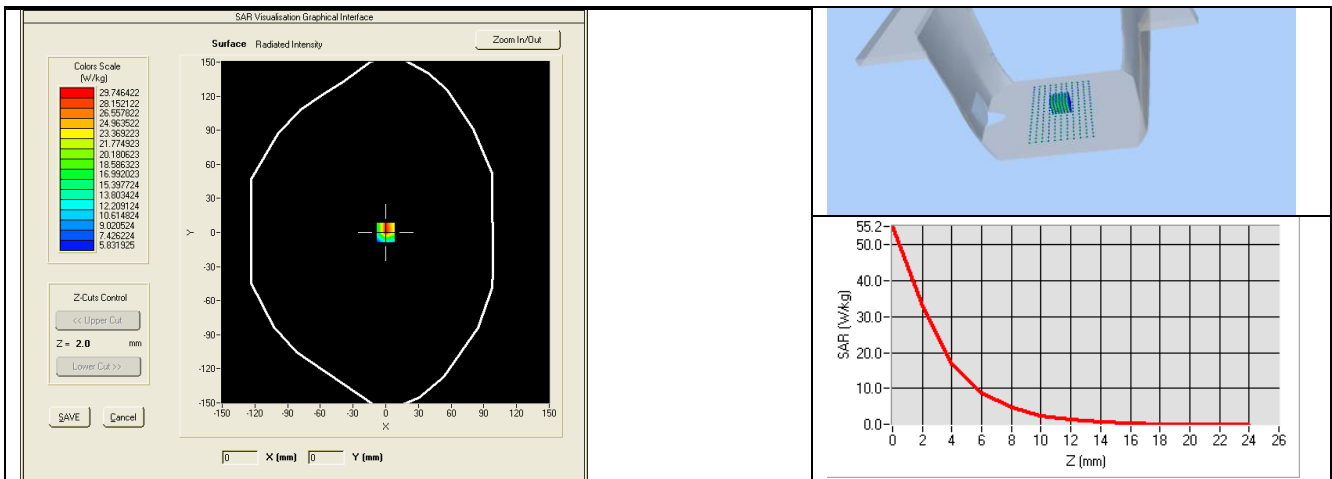 SAR Visualisation Graphical Interface
Surface Radiated Intensity
Zoom In/Out
Colors Scale
(W/kg)
29.746422
28.152122
26.557822
24.963522
23.369223
21.774923
20.180623
18.586323
16.992023
15.397724
13.803424
12.209124
10.614824
9.020524
7.426224
5.831925
Z-Cuts Control
<< Upper Cut
Z = 2.0 mm
Lower Cut >>
SAVE Cancel
150
120
90
60
30
0
-30
-60
-90
-120
-150
Y
-150 -120 -90 -60 -30 0 30 60 90 120 150
X
0 X (mm) 0 Y (mm)
55.2
50.0
40.0
30.0
20.0
10.0
0.0
SAR (W/kg)
0 2 4 6 8 10 12 14 16 18 20 22 24 26
Z (mm)